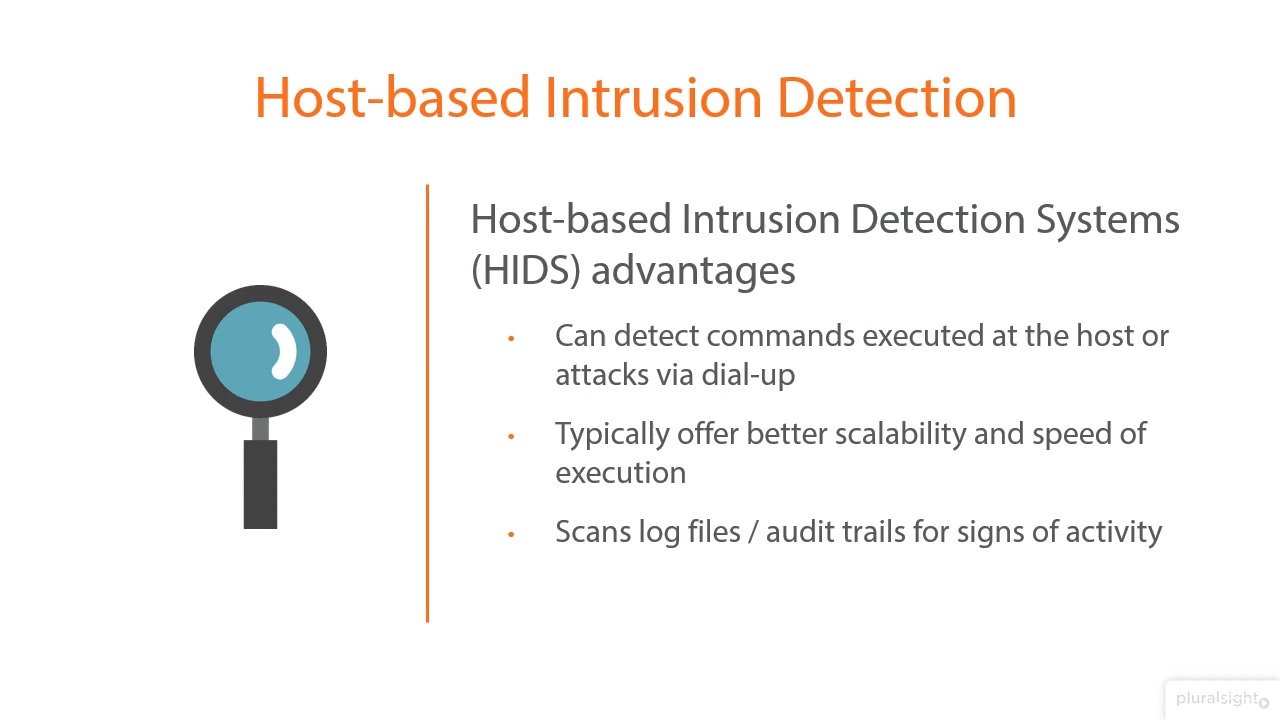 Host-based Intrusion Detection
Host-based Intrusion Detection Systems
(HIDS) advantages
• Can detect commands executed at the host or
attacks via dial-up
• Typically offer better scalability and speed of
execution
• Scans log files / audit trails for signs of activity
pluralsight